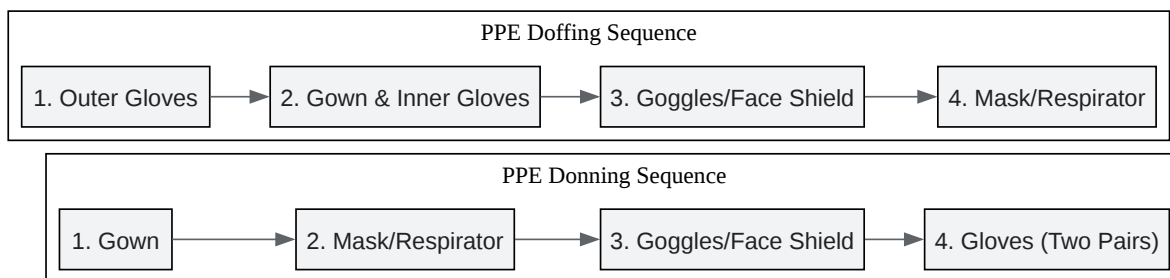 PPE Doffing Sequence
1. Outer Gloves
2. Gown & Inner Gloves
3. Goggles/Face Shield
4. Mask/Respirator
PPE Donning Sequence
1. Gown
2. Mask/Respirator
3. Goggles/Face Shield
4. Gloves (Two Pairs)